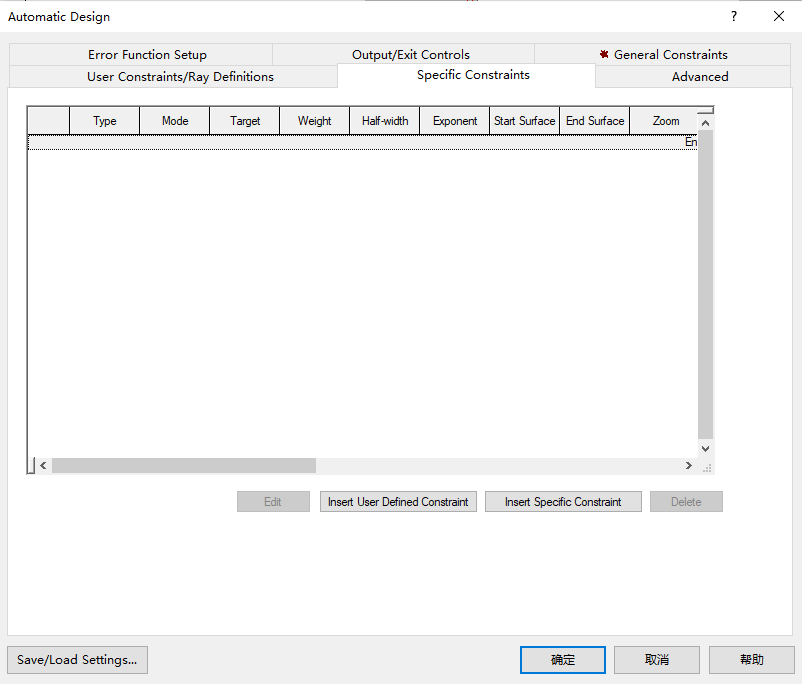 Automatic Design
?
Error Function Setup Output/Exit Controls General Constraints
User Constraints/Ray Definitions Specific Constraints Advanced
Type Mode Target Weight Half-width Exponent Start Surface End Surface Zoom
En
Edit Insert User Defined Constraint Insert Specific Constraint Delete
Save/Load Settings... 确定 取消 帮助